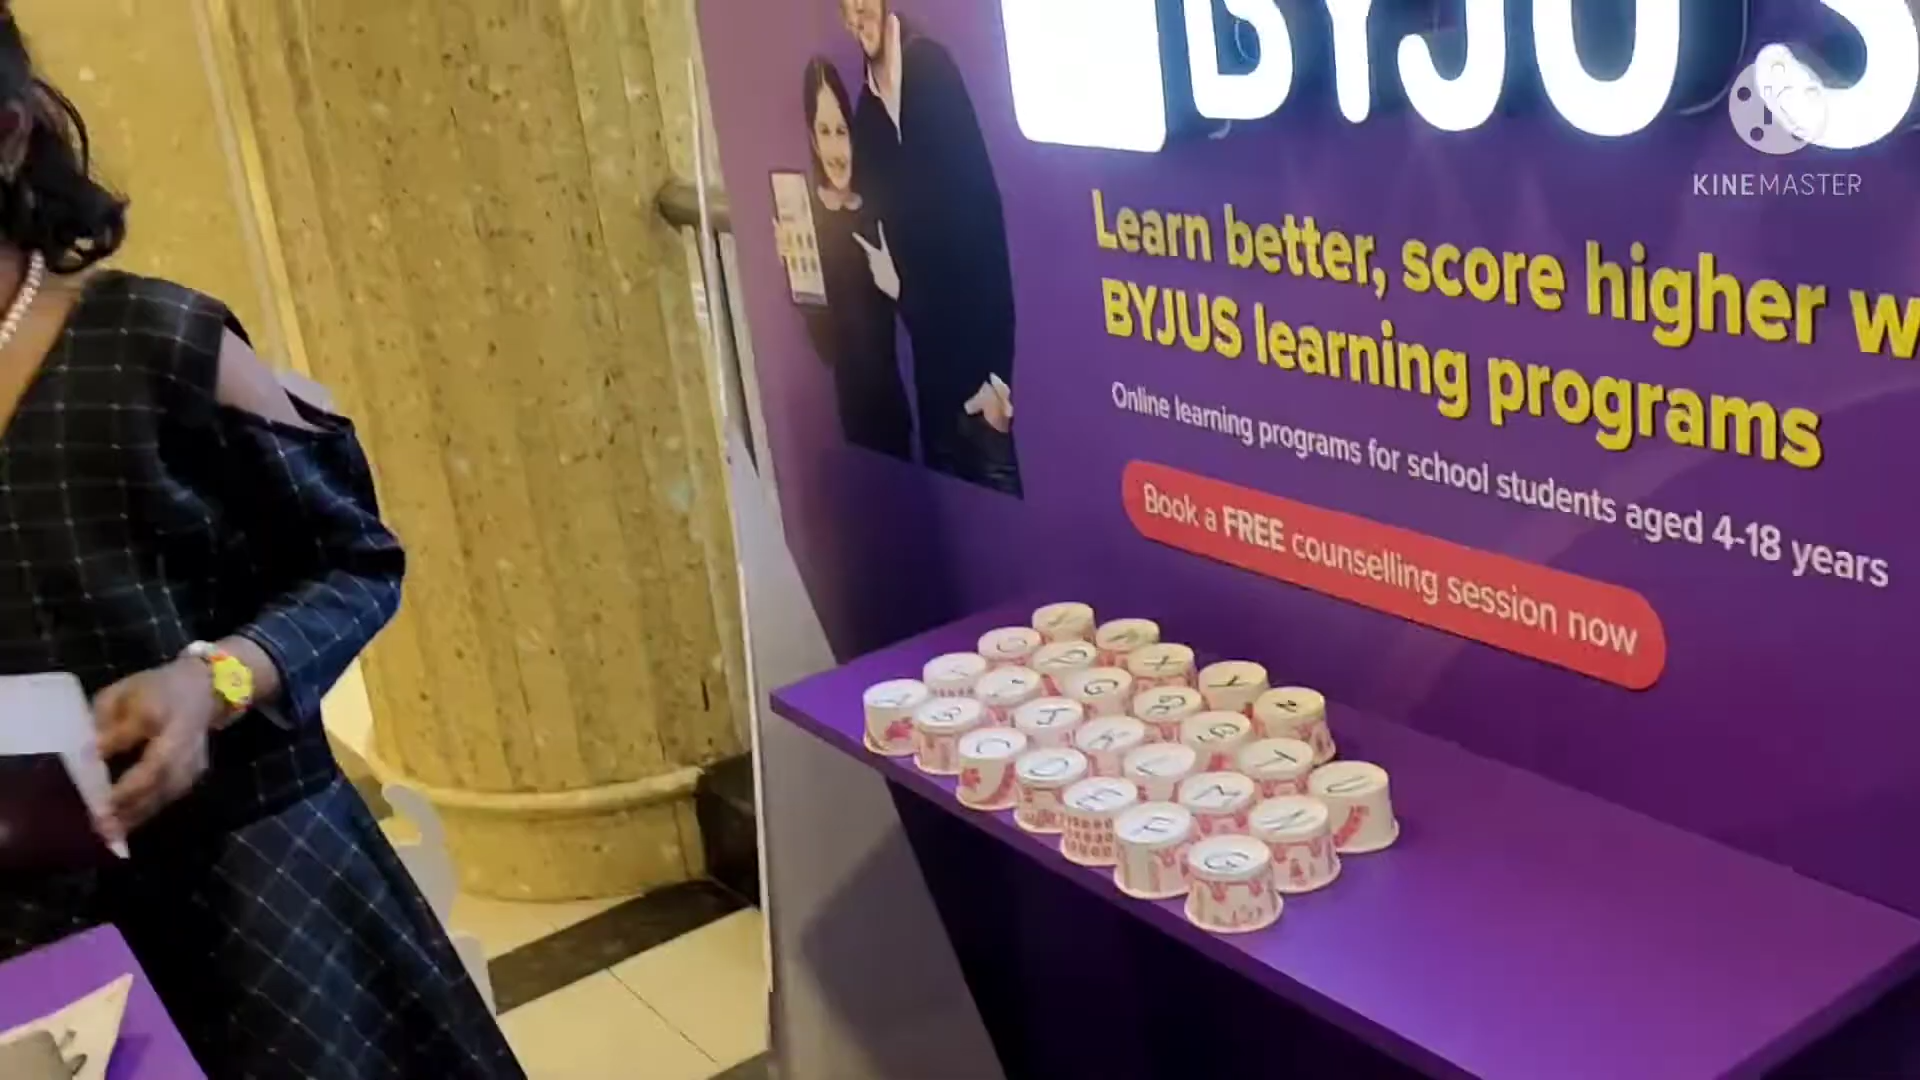 BYJU'S
KINEMASTER
Learn better, score higher w
BYJUS learning programs
Online learning programs for school students aged 4-18 years
Book a FREE counselling session now
A B C D E F G